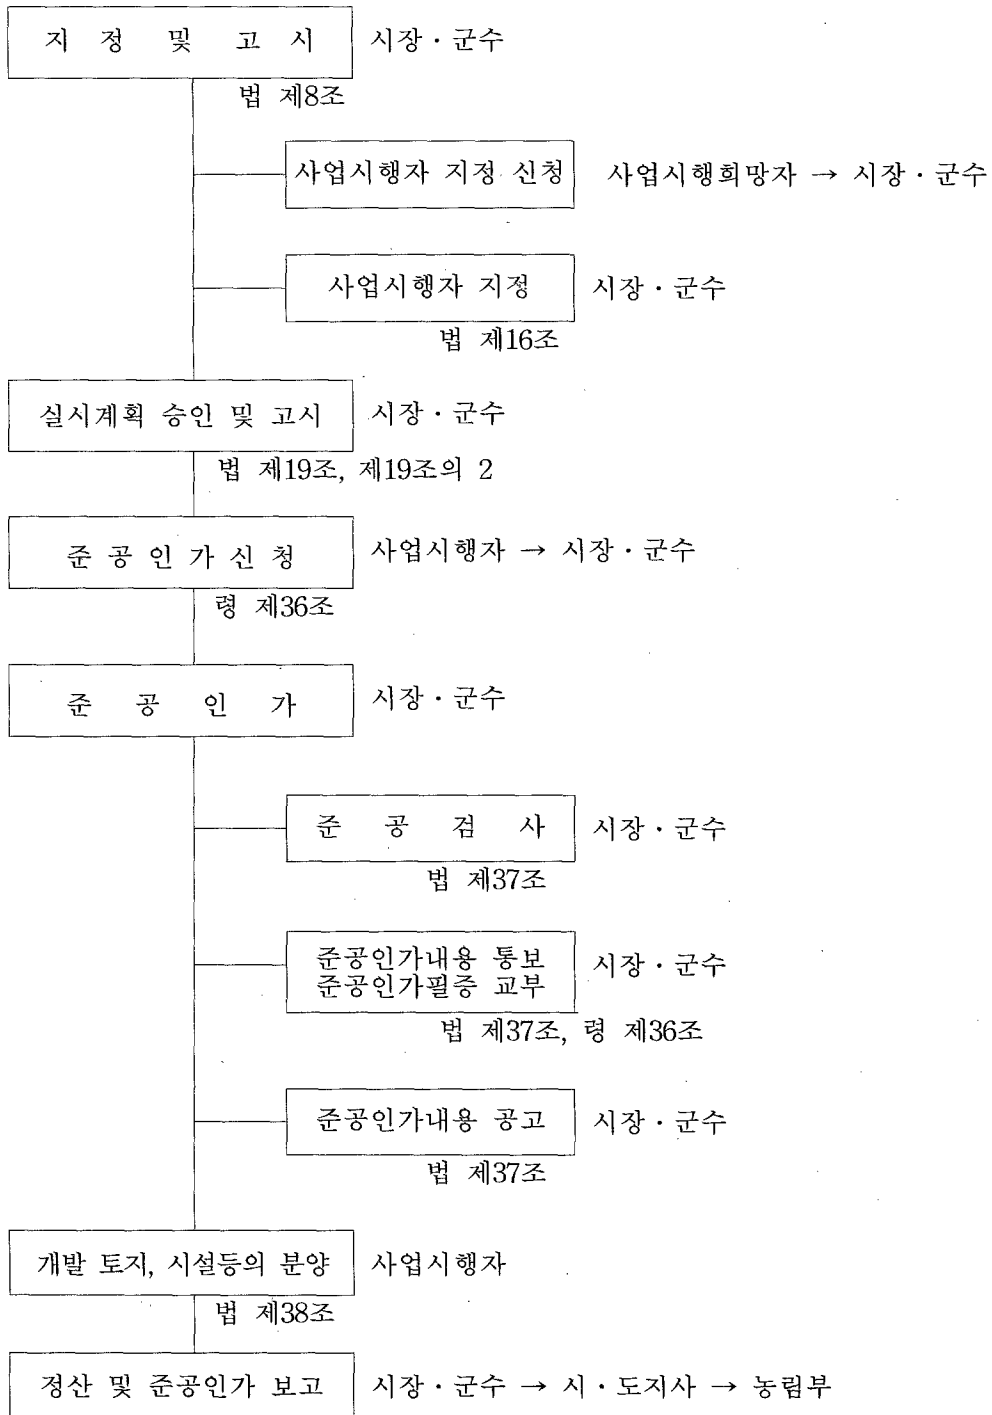 지 정 및 고 시 시장·군수
법 제8조
사업시행자 지정 신청 사업시행희망자 → 시장·군수
사업시행자 지정 시장·군수
법 제16조
실시계획 승인 및 고시 시장·군수
법 제19조, 제19조의 2
준 공 인 가 신 청 사업시행자 → 시장·군수
령 제36조
준 공 인 가 시장·군수
준 공 검 사 시장·군수
법 제37조
준공인가내용 통보
준공인가필증 교부 시장·군수
법 제37조, 령 제36조
준공인가내용 공고 시장·군수
법 제37조
개발 토지, 시설등의 분양 사업시행자
법 제38조
정산 및 준공인가 보고 시장·군수 → 시·도지사 → 농림부